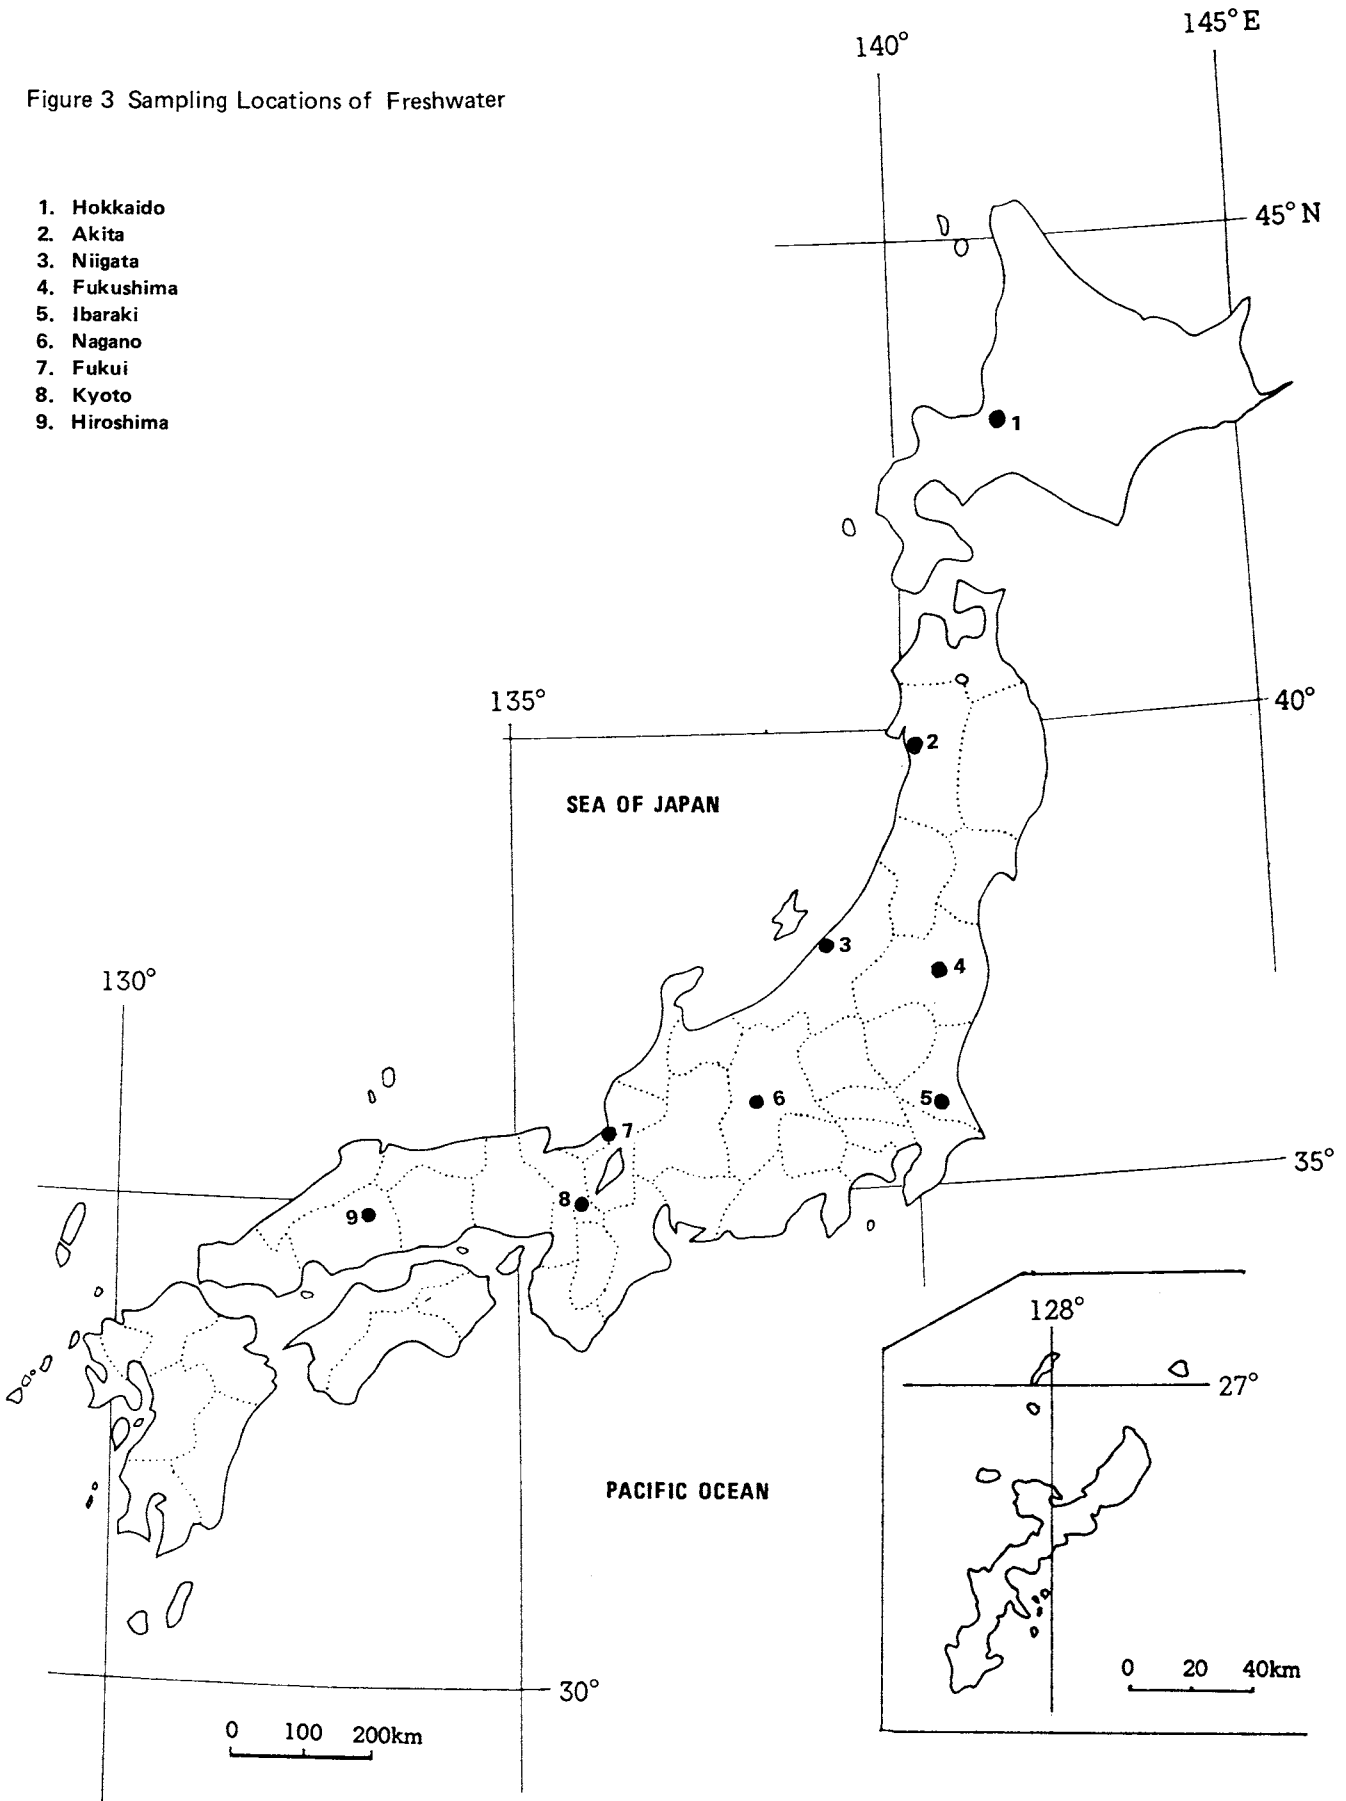 145°E
140°
Figure 3 Sampling Locations of Freshwater
1. Hokkaido
2. Akita
3. Niigata
4. Fukushima
5. Ibaraki
6. Nagano
7. Fukui
8. Kyoto
9. Hiroshima
45°N
1
135°
40°
2
SEA OF JAPAN
3
4
130°
6
5
7
35°
8
9
128°
27°
PACIFIC OCEAN
0 20 40km
30°
0 100 200km